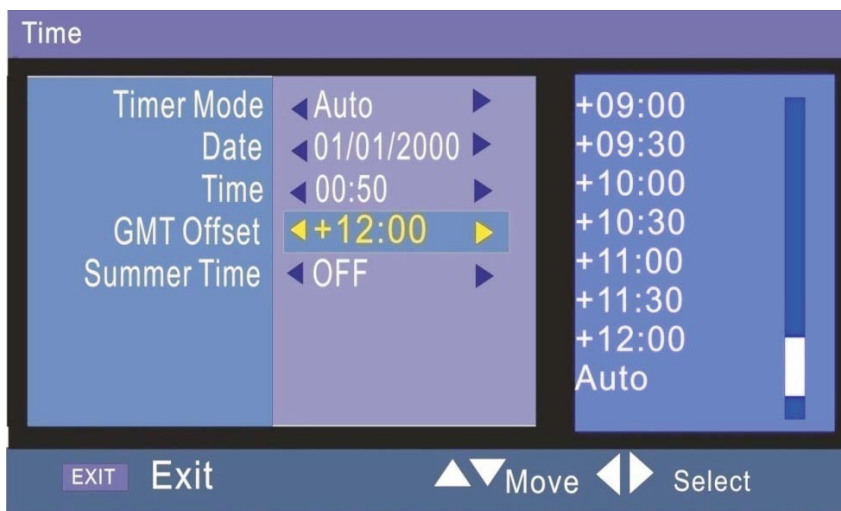 Time
Timer Mode Auto
Date 01/01/2000
Time 00:50
GMT Offset +12:00
Summer Time OFF
+09:00
+09:30
+10:00
+10:30
+11:00
+11:30
+12:00
Auto
EXIT Exit Move Select